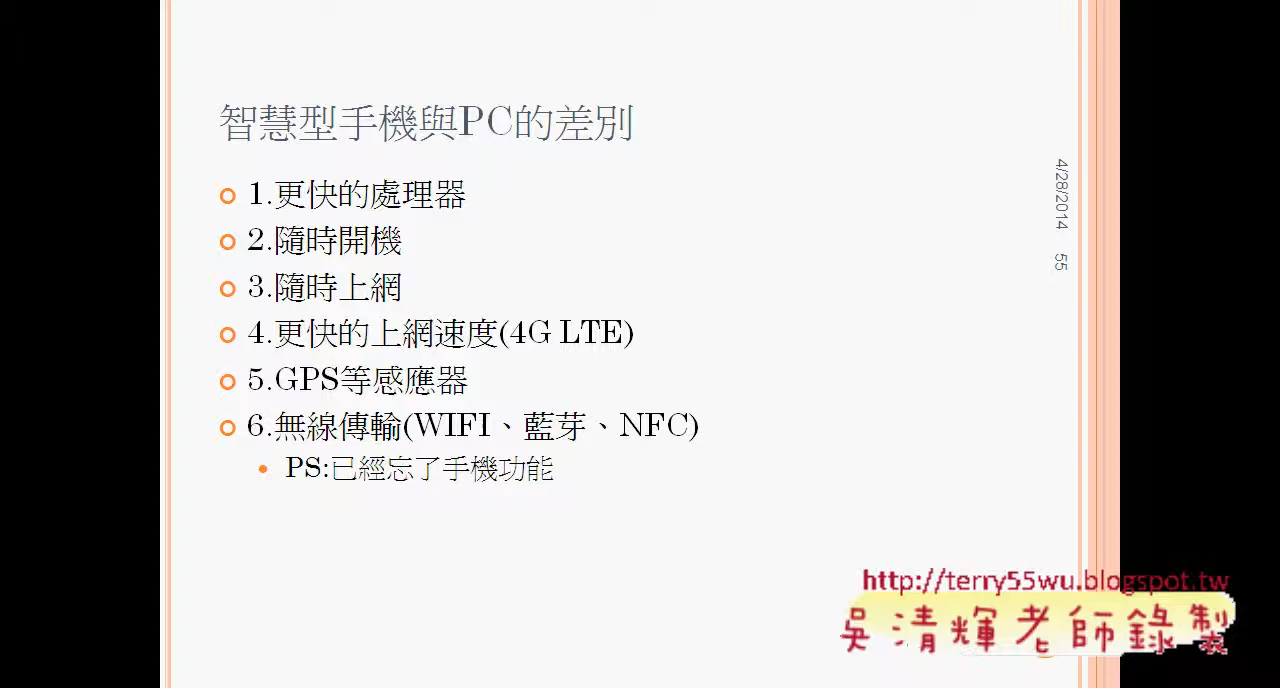 智慧型手機與PC的差別
1.更快的處理器
2.隨時開機
3.隨時上網
4.更快的上網速度(4G LTE)
5.GPS等感應器
6.無線傳輸(WIFI、藍芽、NFC)
PS:已經忘了手機功能
4/28/2014
55
http://terry55wu.blogspot.tw
吳清輝老師錄製